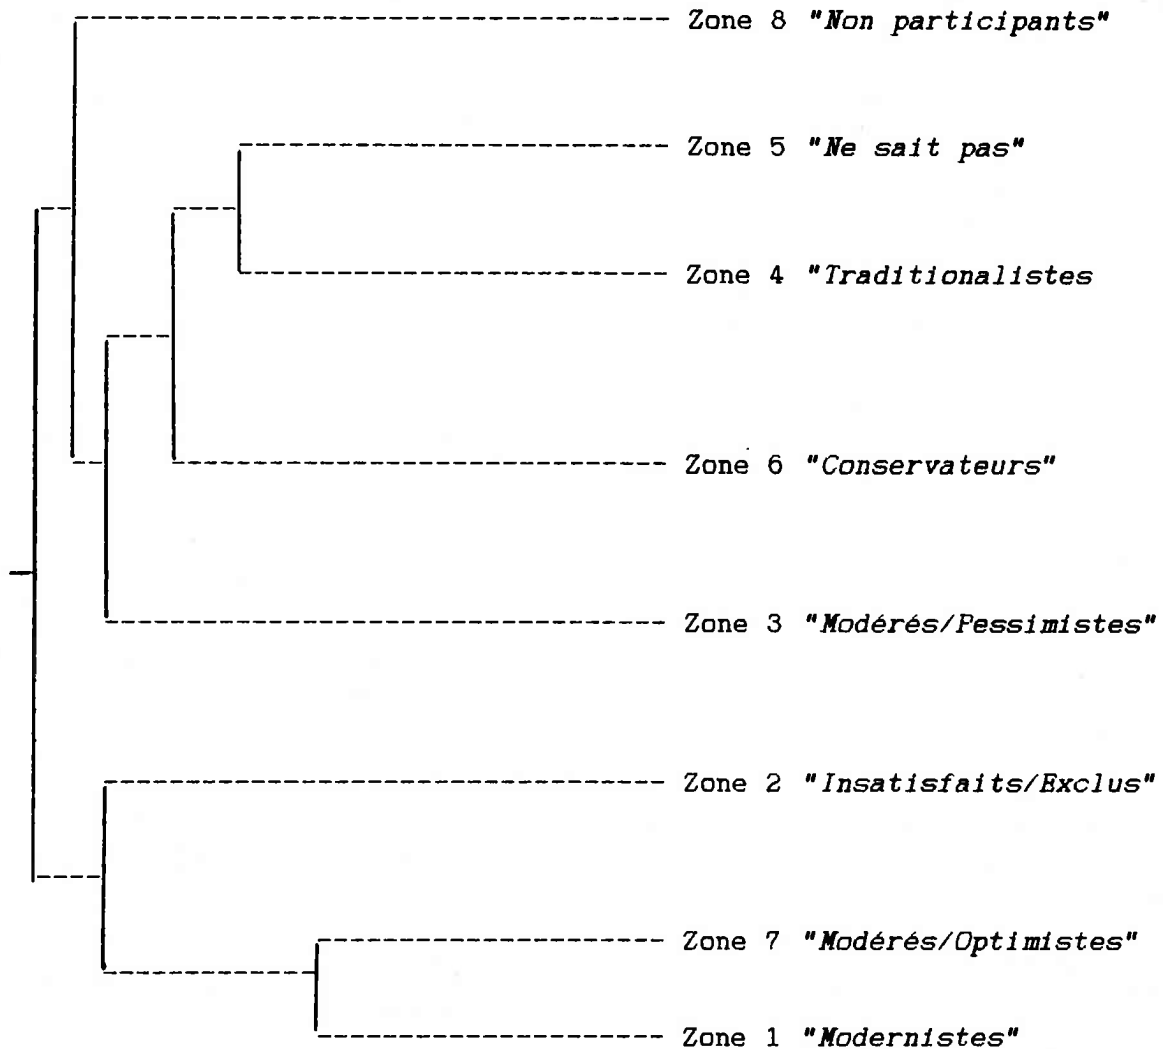 Zone 8 "Non participants"
Zone 5 "Ne sait pas"
Zone 4 "Traditionalistes
Zone 6 "Conservateurs"
Zone 3 "Modérés/Pessimistes"
Zone 2 "Insatisfaits/Exclus"
Zone 7 "Modérés/Optimistes"
Zone 1 "Modernistes"